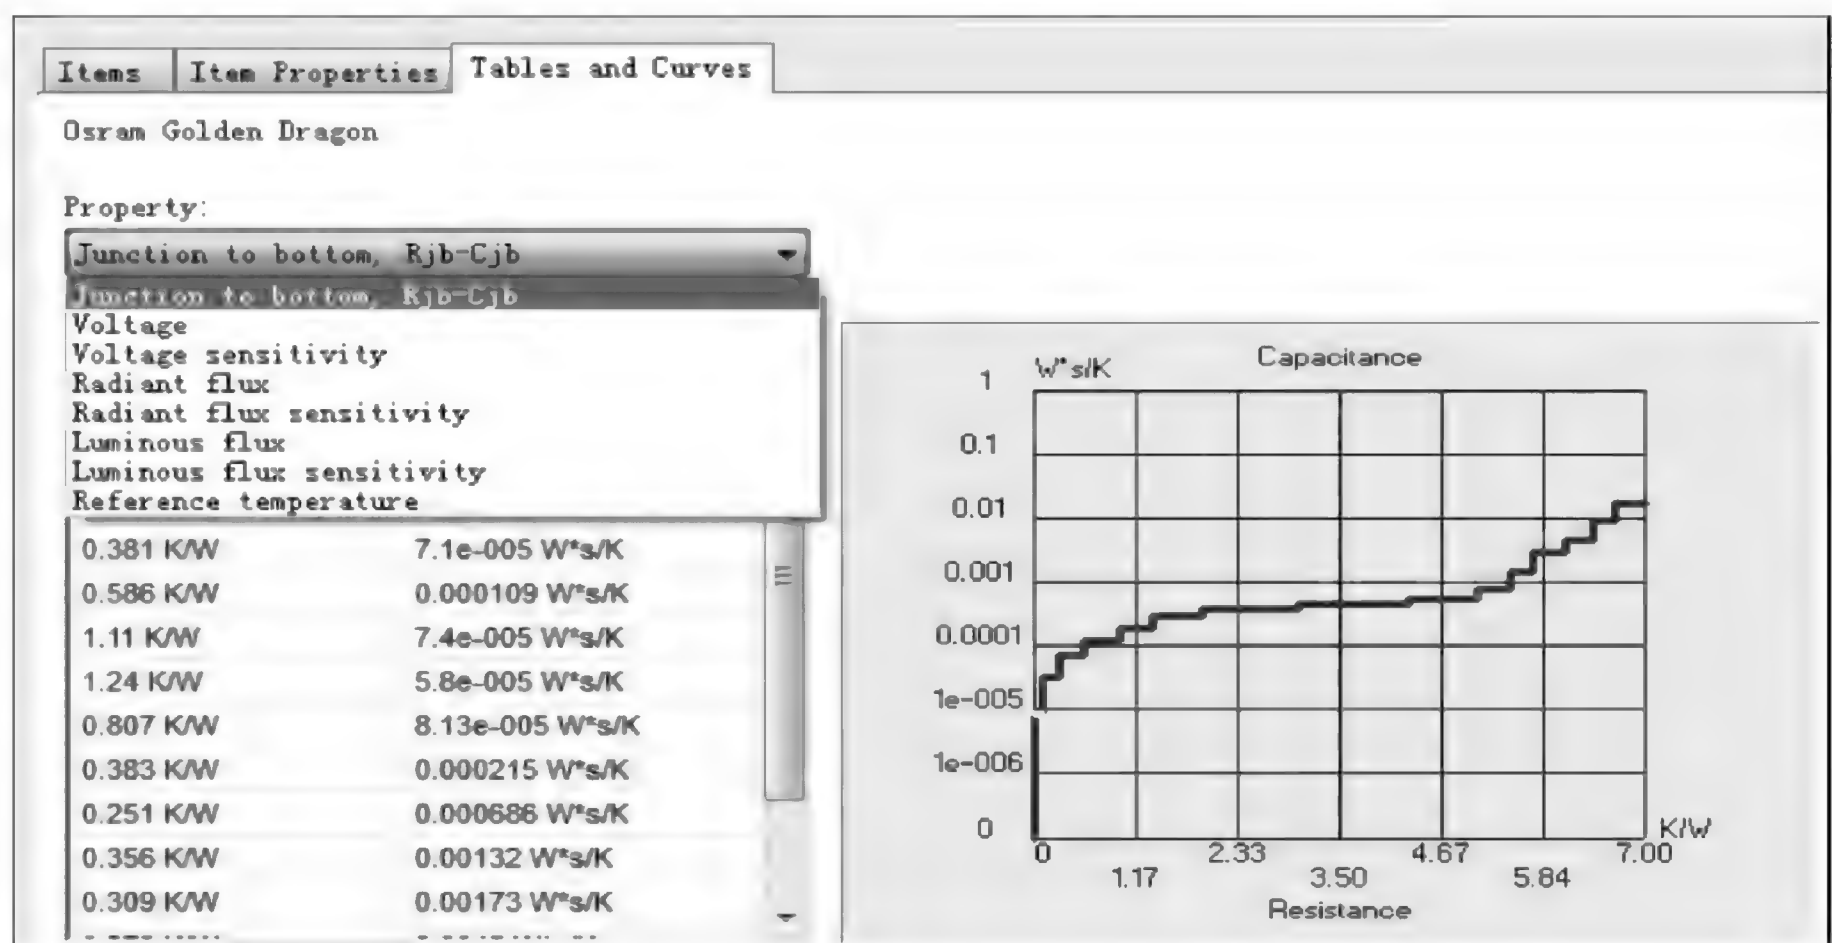 Items Item Properties Tables and Curves
Osram Golden Dragon
Property:
Junction to bottom, Rjb-Cjb
Junction to bottom, Rjb-Cjb
Voltage
Voltage sensitivity
Radiant flux
Radiant flux sensitivity
Luminous flux
Luminous flux sensitivity
Reference temperature
0.381 K/W 7.1e-005 W*s/K
0.586 K/W 0.000109 W*s/K
1.11 K/W 7.4e-005 W*s/K
1.24 K/W 5.8e-005 W*s/K
0.807 K/W 8.13e-005 W*s/K
0.383 K/W 0.000215 W*s/K
0.251 K/W 0.000686 W*s/K
0.356 K/W 0.00132 W*s/K
0.309 K/W 0.00173 W*s/K
W*s/K Capacitance
1
0.1
0.01
0.001
0.0001
1e-005
1e-006
0
K/W
0 2.33 4.67 7.00
1.17 3.50 5.84
Resistance